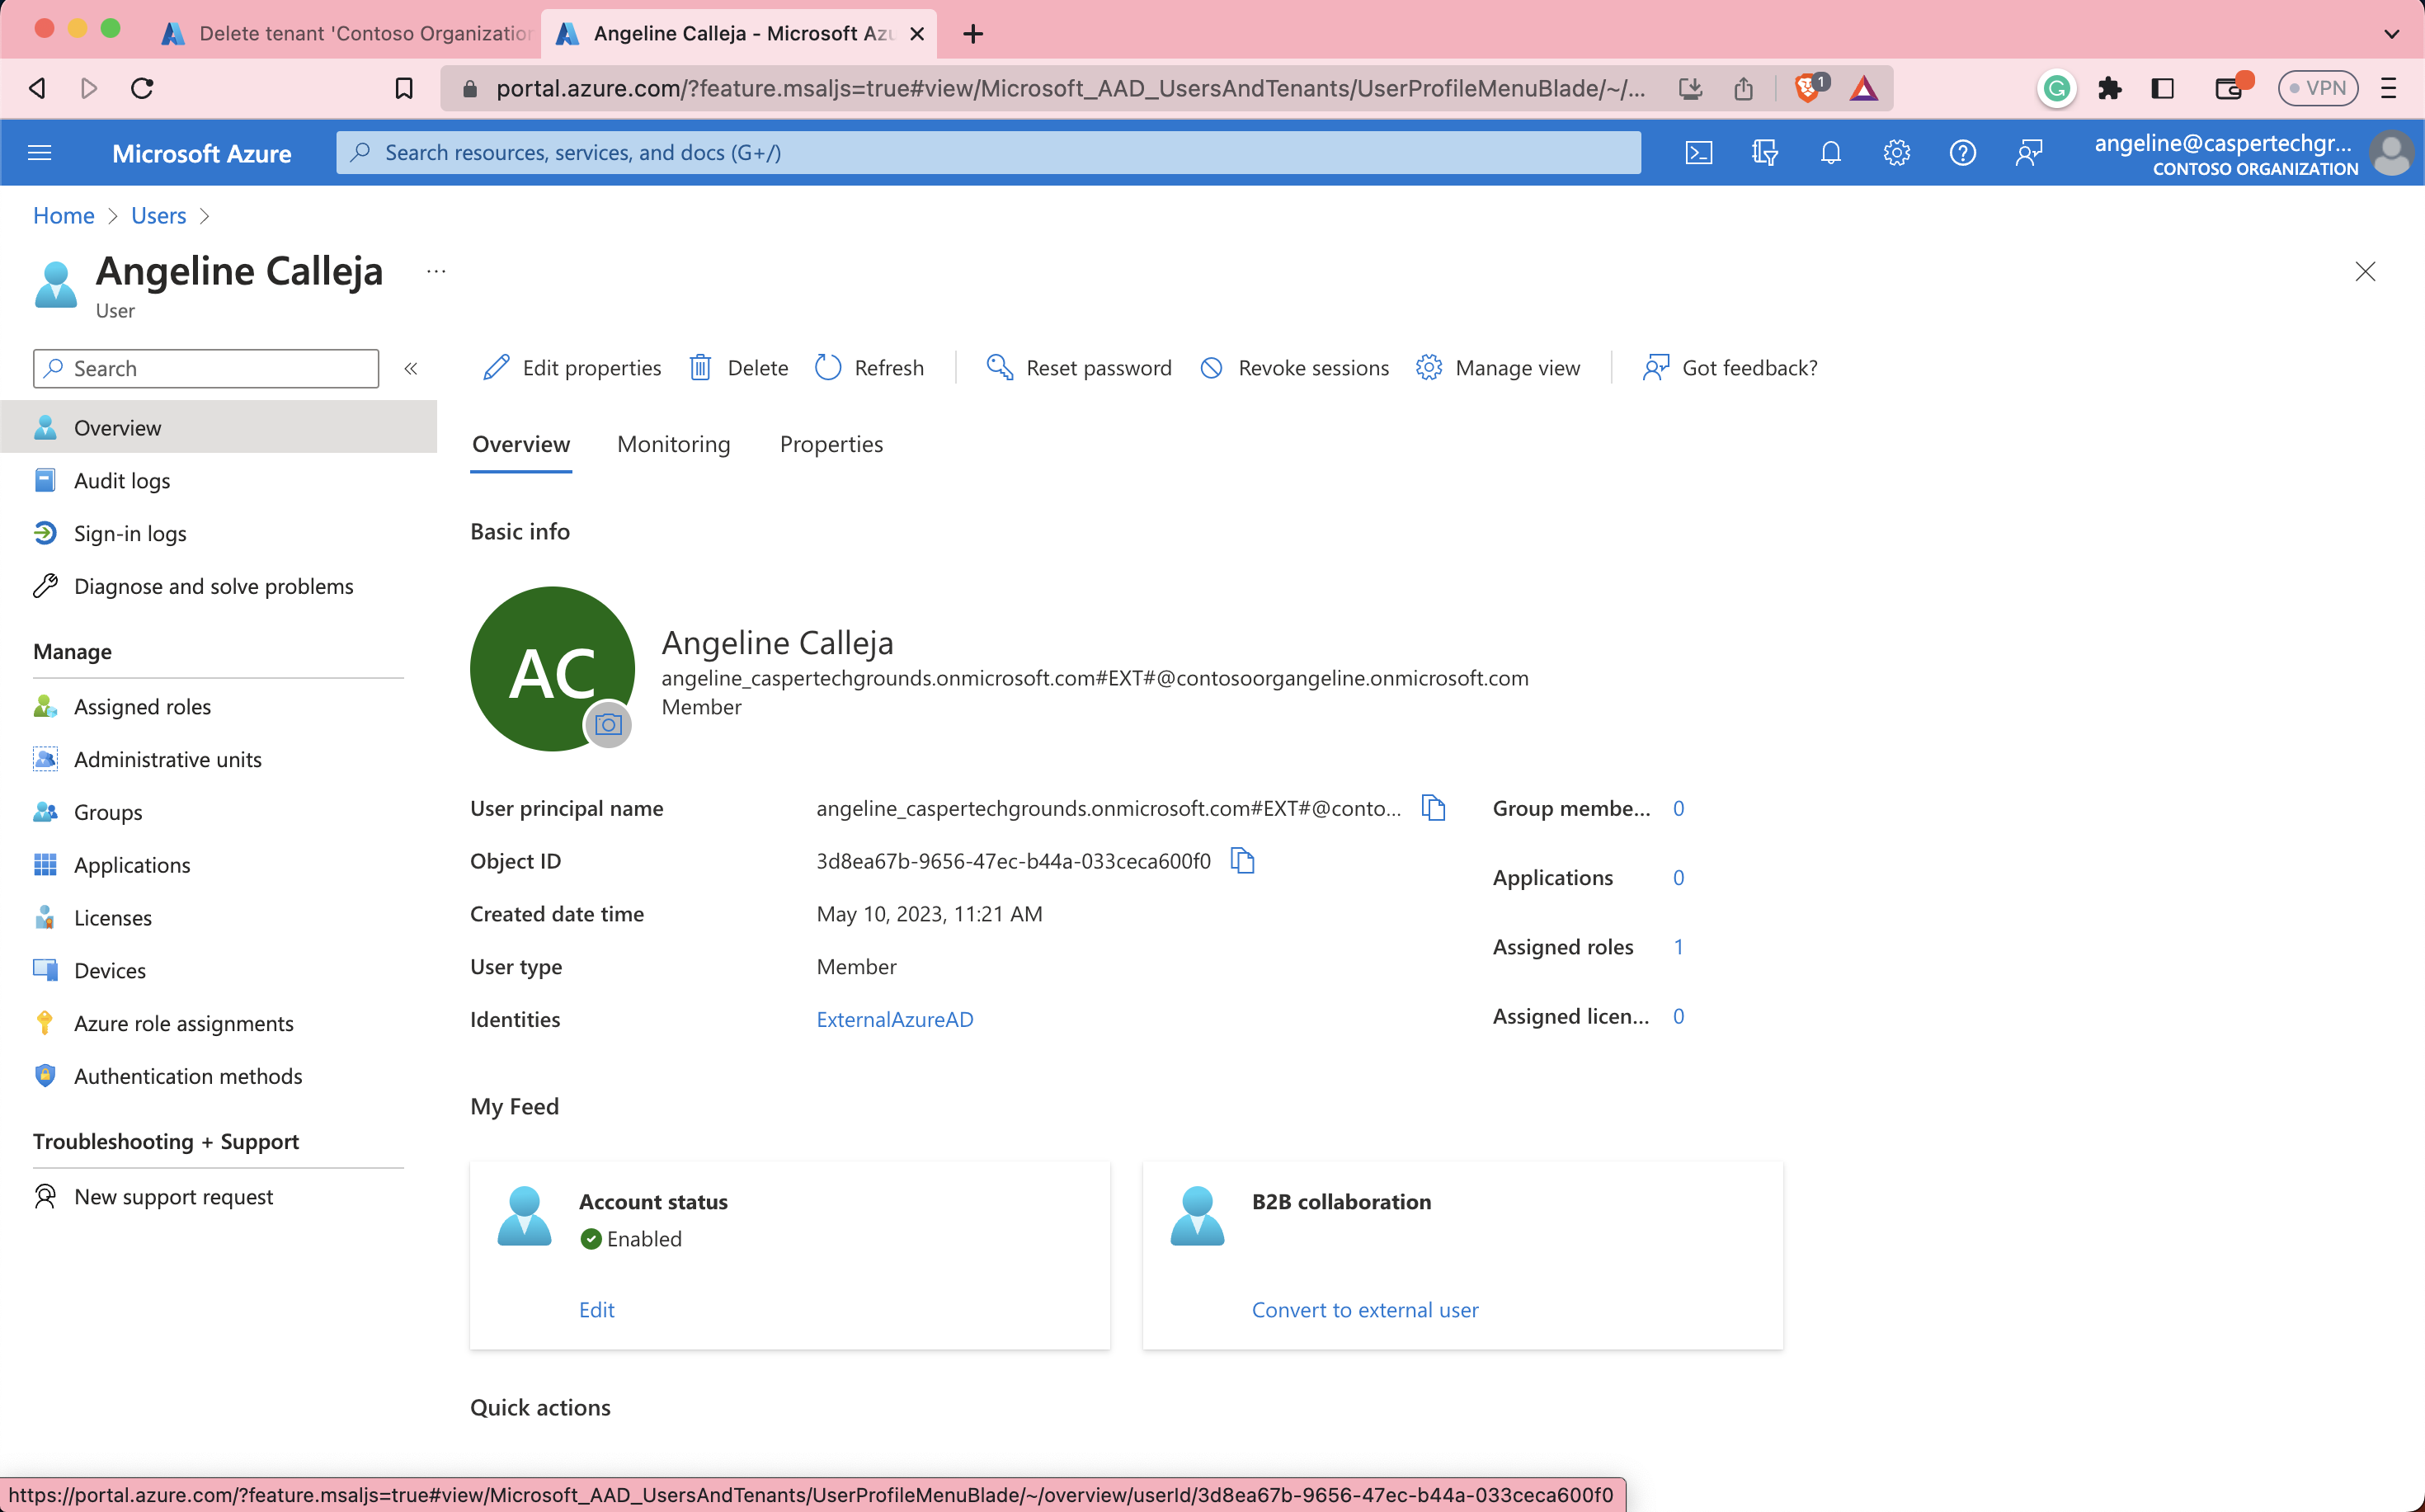 Delete tenant 'Contoso Organization
Angeline Calleja - Microsoft Azu
portal.azure.com/?feature.msaljs=true#view/Microsoft_AAD_UsersAndTenants/UserProfileMenuBlade/~/...
1
VPN
Microsoft Azure
Search resources, services, and docs (G+/)
angeline@caspertechgr...
CONTOSO ORGANIZATION
Home > Users >
Angeline Calleja
...
User
Search
«
Edit properties
Delete
Refresh
Reset password
Revoke sessions
Manage view
Got feedback?
Overview
Audit logs
Sign-in logs
Diagnose and solve problems
Manage
Assigned roles
Administrative units
Groups
Applications
Licenses
Devices
Azure role assignments
Authentication methods
Troubleshooting + Support
New support request
Overview
Monitoring
Properties
Basic info
AC
Angeline Calleja
angeline_caspertechgrounds.onmicrosoft.com#EXT#@contosoorgangeline.onmicrosoft.com
Member
User principal name
angeline_caspertechgrounds.onmicrosoft.com#EXT#@conto...
Object ID
3d8ea67b-9656-47ec-b44a-033ceca600f0
Created date time
May 10, 2023, 11:21 AM
User type
Member
Identities
ExternalAzureAD
Group membe... 0
Applications 0
Assigned roles 1
Assigned licen... 0
My Feed
Account status
Enabled
Edit
B2B collaboration
Convert to external user
Quick actions
https://portal.azure.com/?feature.msaljs=true#view/Microsoft_AAD_UsersAndTenants/UserProfileMenuBlade/~/overview/userId/3d8ea67b-9656-47ec-b44a-033ceca600f0